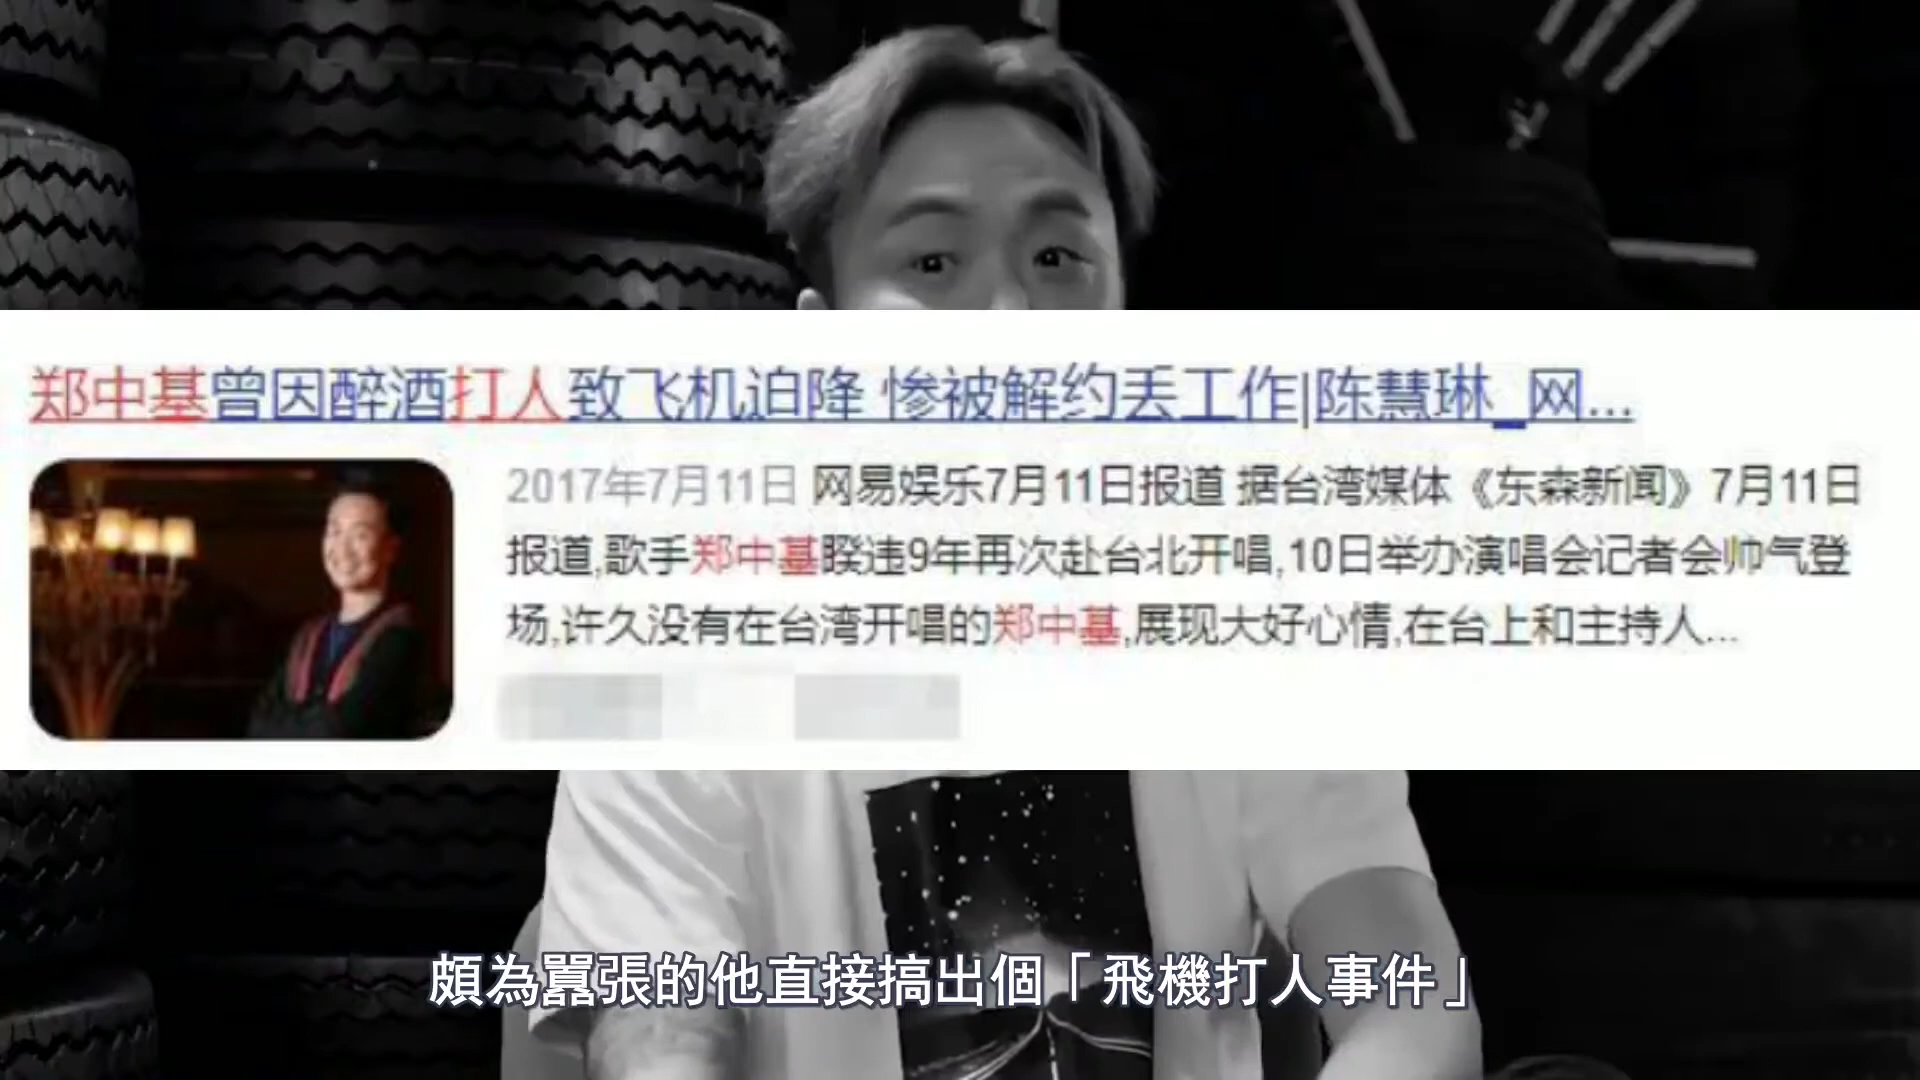 郑中基曾因醉酒打人致飞机迫降 惨被解约丢工作|陈慧琳_网...
2017年7月11日 网易娱乐7月11日报道 据台湾媒体《东森新闻》7月11日
报道,歌手郑中基睽违9年再次赴台北开唱,10日举办演唱会记者会帅气登
场,许久没有在台湾开唱的郑中基,展现大好心情,在台上和主持人...
頗為囂張的他直接搞出個「飛機打人事件」